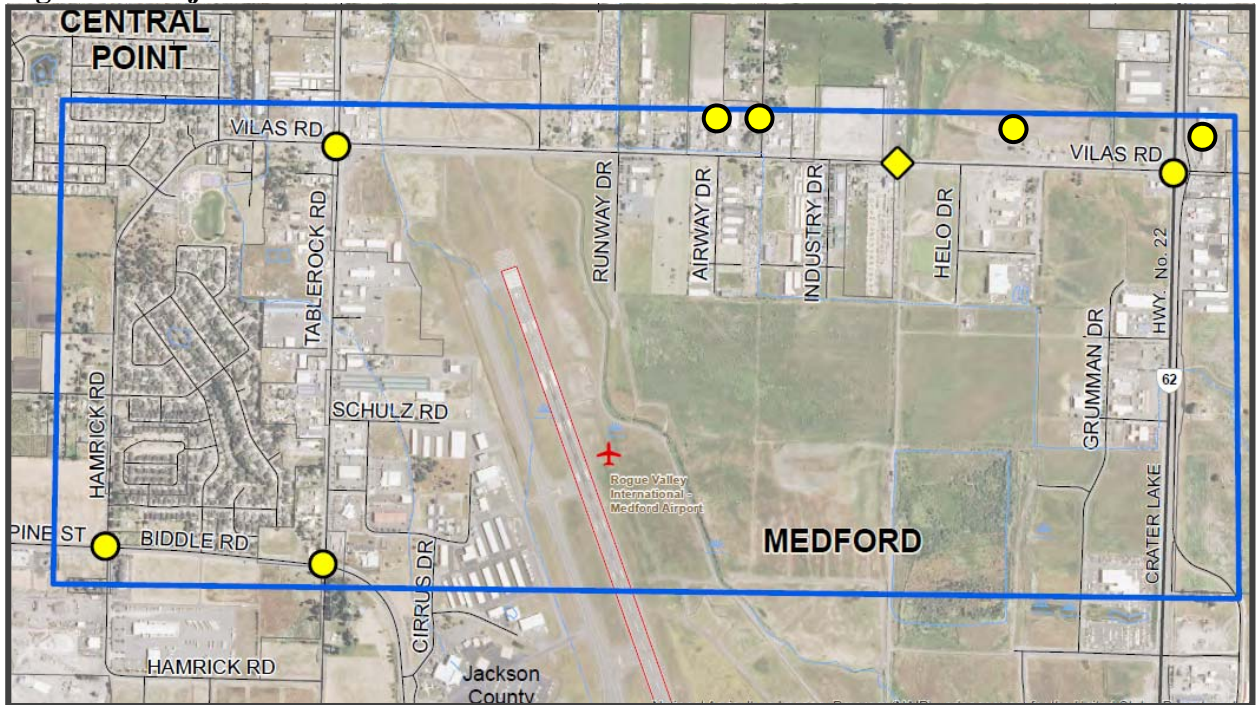 CENTRAL
POINT
VILAS RD
VILAS RD
TABLEROCK RD
RUNWAY DR
AIRWAY DR
INDUSTRY DR
HELO DR
HWY. No. 22
62
GRUMMAN DR
HAMRICK RD
SCHULZ RD
Rogue Valley
International -
Medford Airport
MEDFORD
CRATER LAKE
PINE ST
BIDDLE RD
CIRRUS DR
HAMRICK RD
Jackson
County